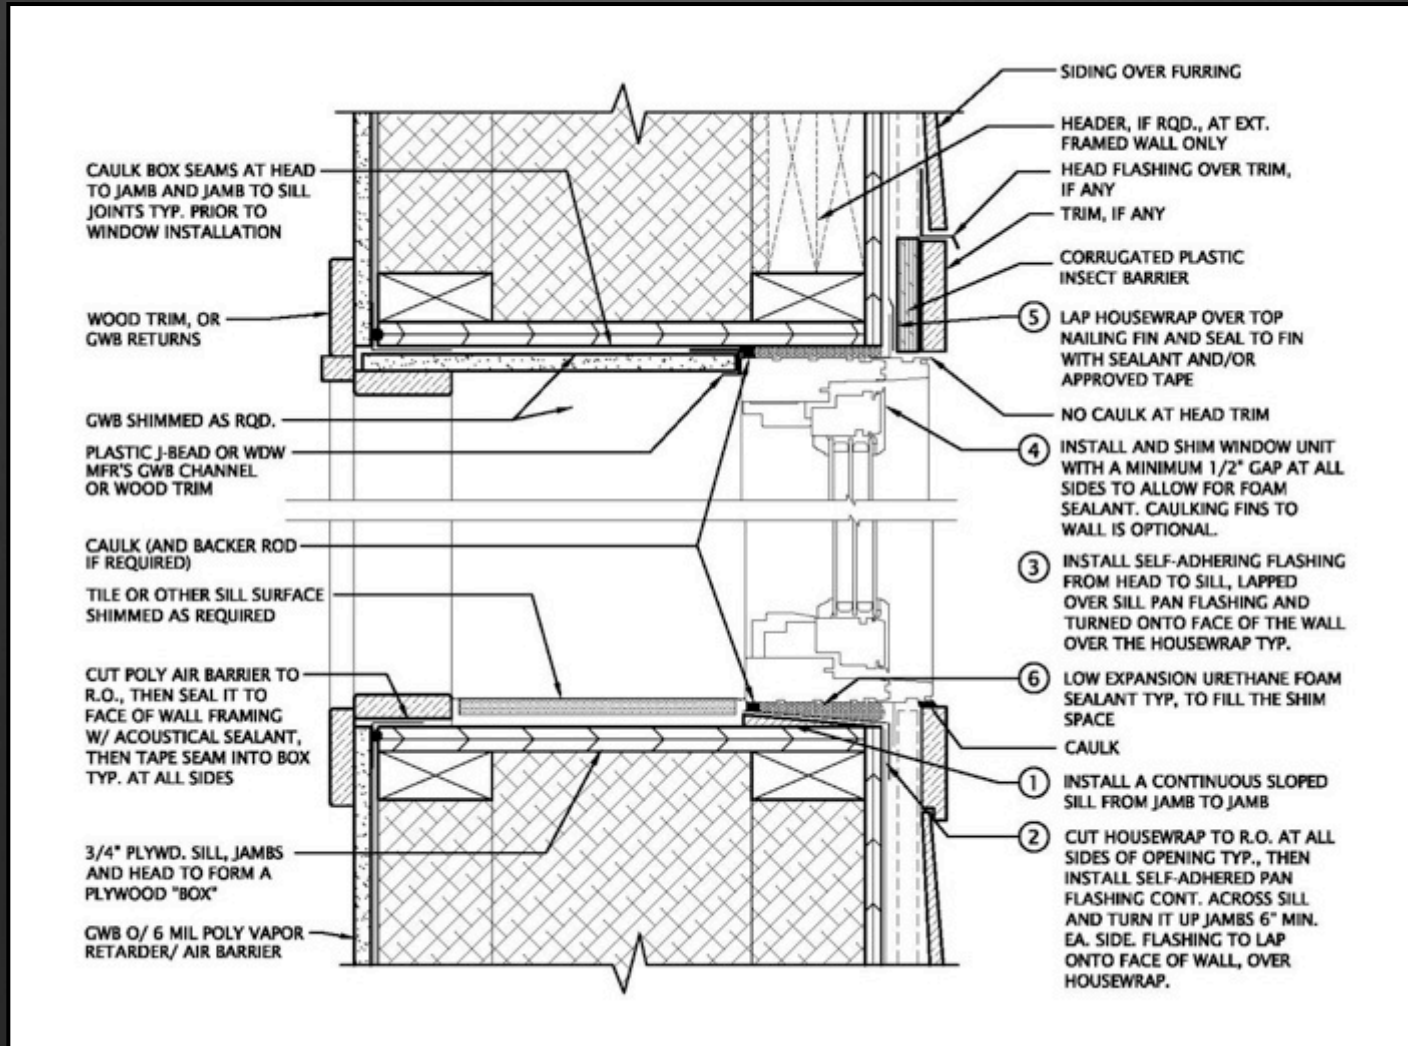 CAULK BOX SEAMS AT HEAD
TO JAMB AND JAMB TO SILL
JOINTS TYP. PRIOR TO
WINDOW INSTALLATION
WOOD TRIM, OR
GWB RETURNS
GWB SHIMMED AS RQD.
PLASTIC J-BEAD OR WDW
MFR'S GWB CHANNEL
OR WOOD TRIM
CAULK (AND BACKER ROD
IF REQUIRED)
TILE OR OTHER SILL SURFACE
SHIMMED AS REQUIRED
CUT POLY AIR BARRIER TO
R.O., THEN SEAL IT TO
FACE OF WALL FRAMING
W/ ACOUSTICAL SEALANT,
THEN TAPE SEAM INTO BOX
TYP. AT ALL SIDES
3/4" PLYWD. SILL, JAMBS
AND HEAD TO FORM A
PLYWOOD "BOX"
GWB O/ 6 MIL POLY VAPOR
RETARDER/ AIR BARRIER
SIDING OVER FURRING
HEADER, IF RQD., AT EXT.
FRAMED WALL ONLY
HEAD FLASHING OVER TRIM,
IF ANY
TRIM, IF ANY
CORRUGATED PLASTIC
INSECT BARRIER
5 LAP HOUSEWRAP OVER TOP
NAILING FIN AND SEAL TO FIN
WITH SEALANT AND/OR
APPROVED TAPE
NO CAULK AT HEAD TRIM
4 INSTALL AND SHIM WINDOW UNIT
WITH A MINIMUM 1/2" GAP AT ALL
SIDES TO ALLOW FOR FOAM
SEALANT. CAULKING FINS TO
WALL IS OPTIONAL.
3 INSTALL SELF-ADHERING FLASHING
FROM HEAD TO SILL, LAPPED
OVER SILL PAN FLASHING AND
TURNED ONTO FACE OF THE WALL
OVER THE HOUSEWRAP TYP.
6 LOW EXPANSION URETHANE FOAM
SEALANT TYP, TO FILL THE SHIM
SPACE
CAULK
1 INSTALL A CONTINUOUS SLOPED
SILL FROM JAMB TO JAMB
2 CUT HOUSEWRAP TO R.O. AT ALL
SIDES OF OPENING TYP., THEN
INSTALL SELF-ADHERED PAN
FLASHING CONT. ACROSS SILL
AND TURN IT UP JAMBS 6" MIN.
EA. SIDE. FLASHING TO LAP
ONTO FACE OF WALL, OVER
HOUSEWRAP.